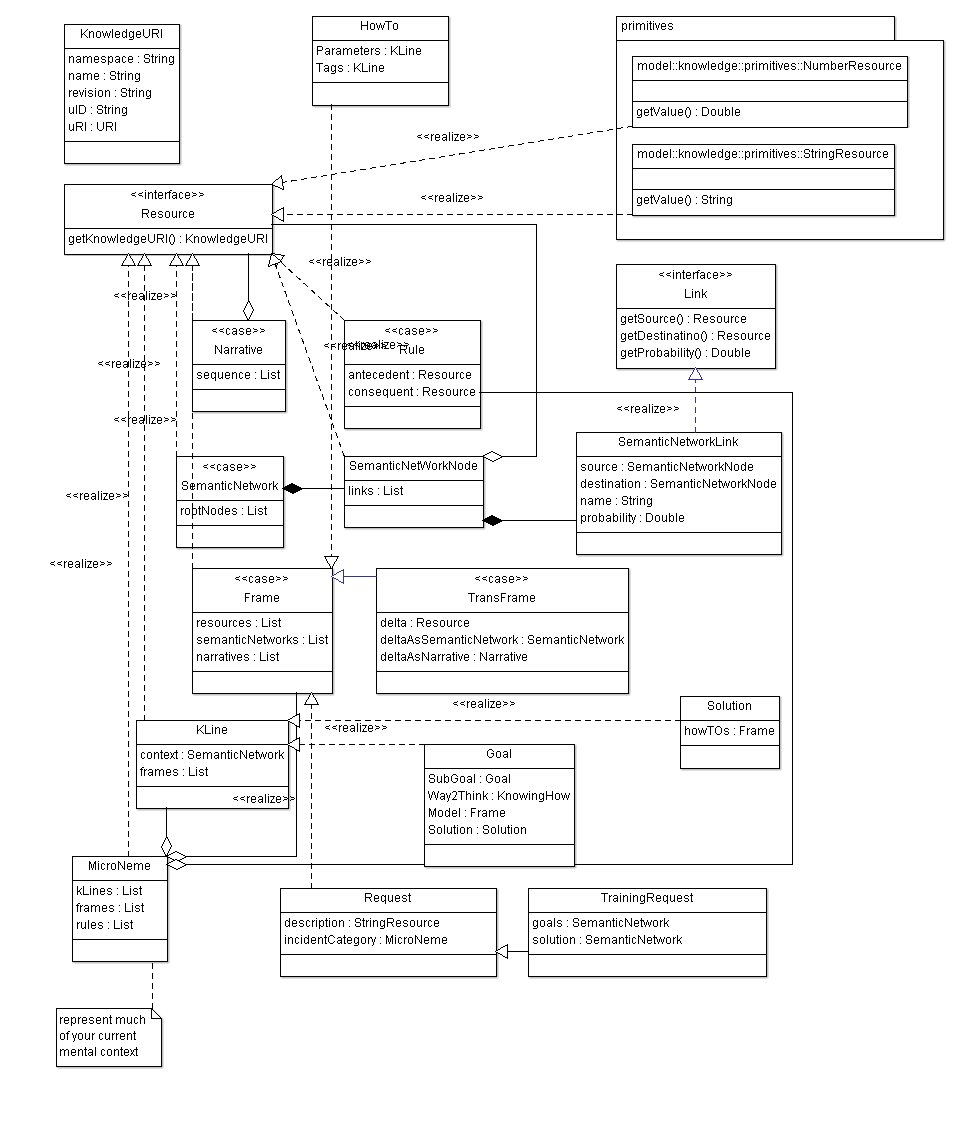 KnowledgeURI
namespace : String
name : String
revision : String
uID : String
uRI : URI
HowTo
Parameters : KLine
Tags : KLine
primitives
model::knowledge::primitives::NumberResource
getValue() : Double
model::knowledge::primitives::StringResource
getValue() : String
<<realize>>
<<realize>>
<<interface>>
Resource
getKnowledgeURI() : KnowledgeURI
<<realize>>
<<realize>>
<<interface>>
Link
getSource() : Resource
getDestinatino() : Resource
getProbability() : Double
<<case>>
Narrative
sequence : List
<<case>>
<<realize>>
<<realize>>
Rule
antecedent : Resource
consequent : Resource
<<realize>>
<<realize>>
<<realize>>
SemanticNetworkLink
source : SemanticNetworkNode
destination : SemanticNetworkNode
name : String
probability : Double
<<case>>
SemanticNetwork
rootNodes : List
SemanticNetWorkNode
links : List
<<realize>>
<<realize>>
<<case>>
Frame
resources : List
semanticNetworks : List
narratives : List
<<case>>
TransFrame
delta : Resource
deltaAsSemanticNetwork : SemanticNetwork
deltaAsNarrative : Narrative
<<realize>>
<<realize>>
Solution
howTOs : Frame
KLine
context : SemanticNetwork
frames : List
<<realize>>
Goal
SubGoal : Goal
Way2Think : KnowingHow
Model : Frame
Solution : Solution
MicroNeme
kLines : List
frames : List
rules : List
Request
description : StringResource
incidentCategory : MicroNeme
TrainingRequest
goals : SemanticNetwork
solution : SemanticNetwork
represent much
of your current
mental context